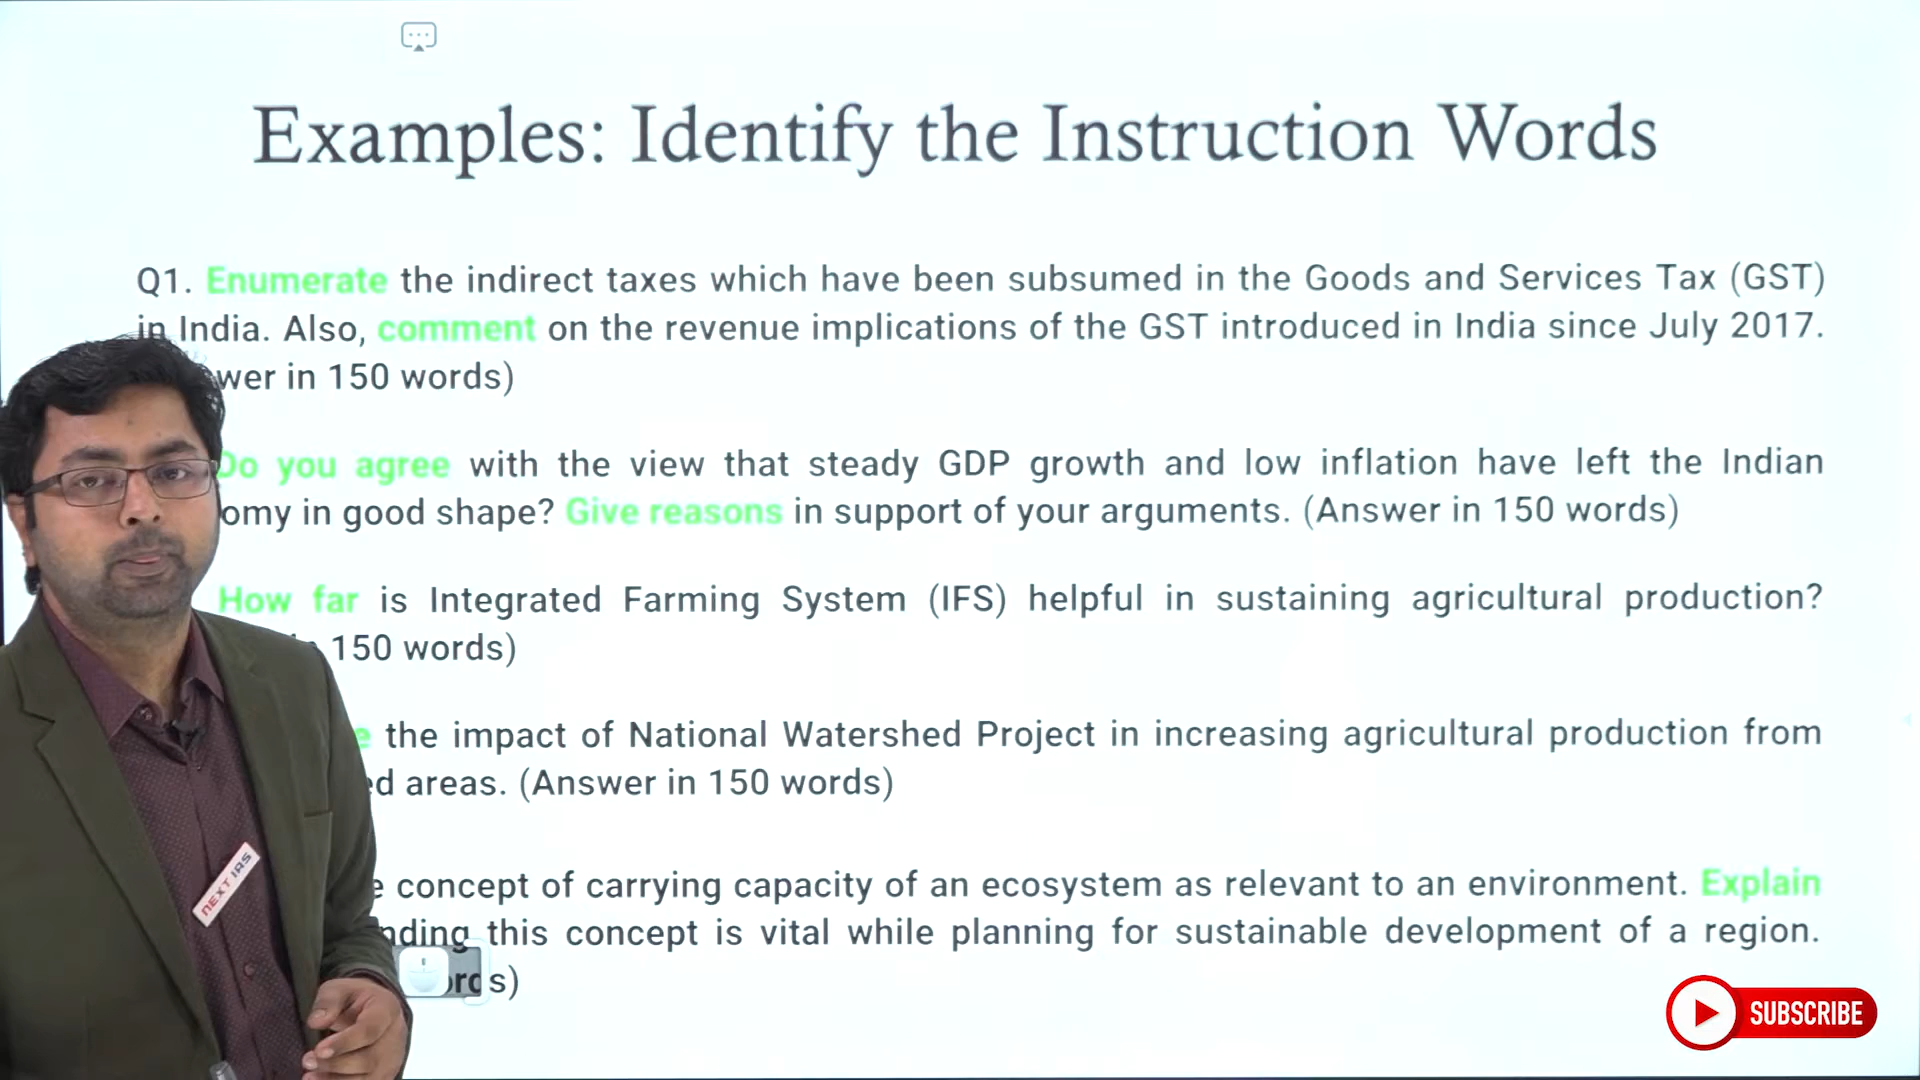 Examples: Identify the Instruction Words
Q1. Enumerate the indirect taxes which have been subsumed in the Goods and Services Tax (GST)
in India. Also, comment on the revenue implications of the GST introduced in India since July 2017.
in 150 words)
Do you agree with the view that steady GDP growth and low inflation have left the Indian
in good shape? Give reasons in support of your arguments. (Answer in 150 words)
How far is Integrated Farming System (IFS) helpful in sustaining agricultural production?
150 words)
the impact of National Watershed Project in increasing agricultural production from
areas. (Answer in 150 words)
concept of carrying capacity of an ecosystem as relevant to an environment. Explain
this concept is vital while planning for sustainable development of a region.
NEXT IAS
SUBSCRIBE